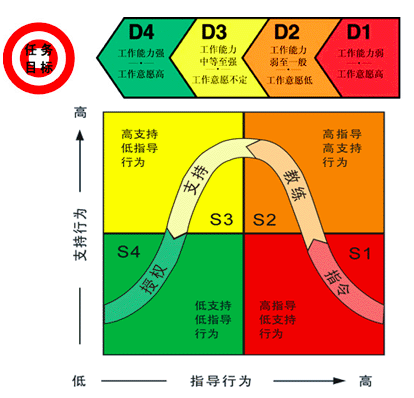 任务
目标
D4
工作能力强
工作意愿高
D3
工作能力
中等至强
工作意愿不定
D2
工作能力
弱至一般
工作意愿低
D1
工作能力弱
工作意愿高
高
支持行为
低
高支持
低指导
行为
支持
S3
高指导
高支持
行为
教练
S2
S4
授权
低支持
低指导
行为
S1
指令
高指导
低支持
行为
指导行为
高